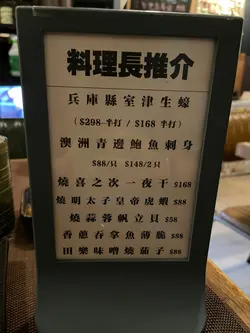 料理長推介
兵庫縣室津生蠔
($298-半打 / $168 半打)
澳洲青邊鮑魚刺身
$88/只 $148/2只
燒喜之次一夜干 $168
燒明太子皇帝虎蝦 $88
燒蒜蓉帆立貝 $58
香蔥吞拿魚薄脆 $88
田樂味噌燒茄子 $86